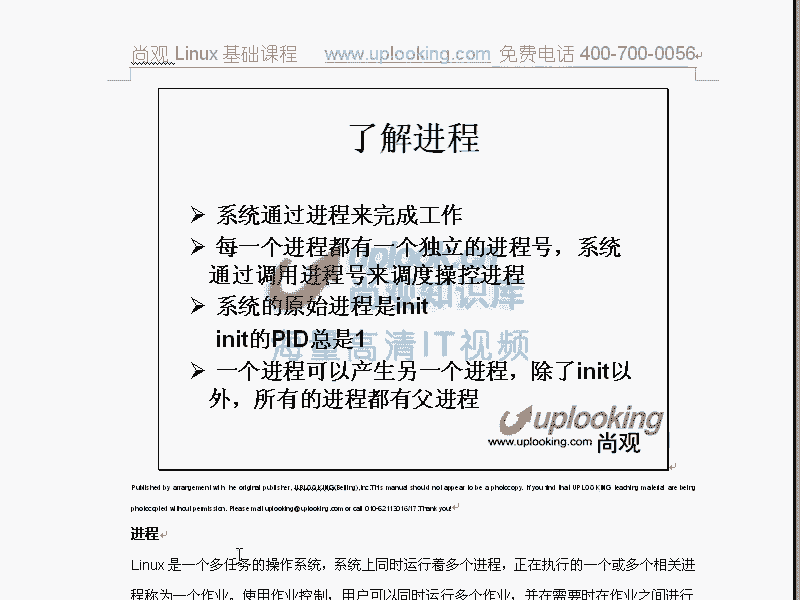 尚观 Linux 基础课程 www.uplooking.com 免费电话 400-700-0056
了解进程
系统通过进程来完成工作
每一个进程都有一个独立的进程号，系统
通过调用进程号来调度操控进程
系统的原始进程是init
init的PID总是1
一个进程可以产生另一个进程，除了init以
外，所有的进程都有父进程
海量高清IT视频
uplooking
www.uplooking.com 尚观
Published by arrangement with he original publisher, UPLOOKING(Beijing),Inc.This manual should not appear to be a photocopy. If you find that UPLOOKING teaching material are being
photocopied without permission. Please mail uplooking@uplooking.com or call 010-62113016/17.Thank you!
进程
Linux 是一个多任务的操作系统，系统上同时运行着多个进程，正在执行的一个或多个相关进
程称为一个作业。使用作业控制，用户可以同时运行多个作业，并在需要时在作业之间进行